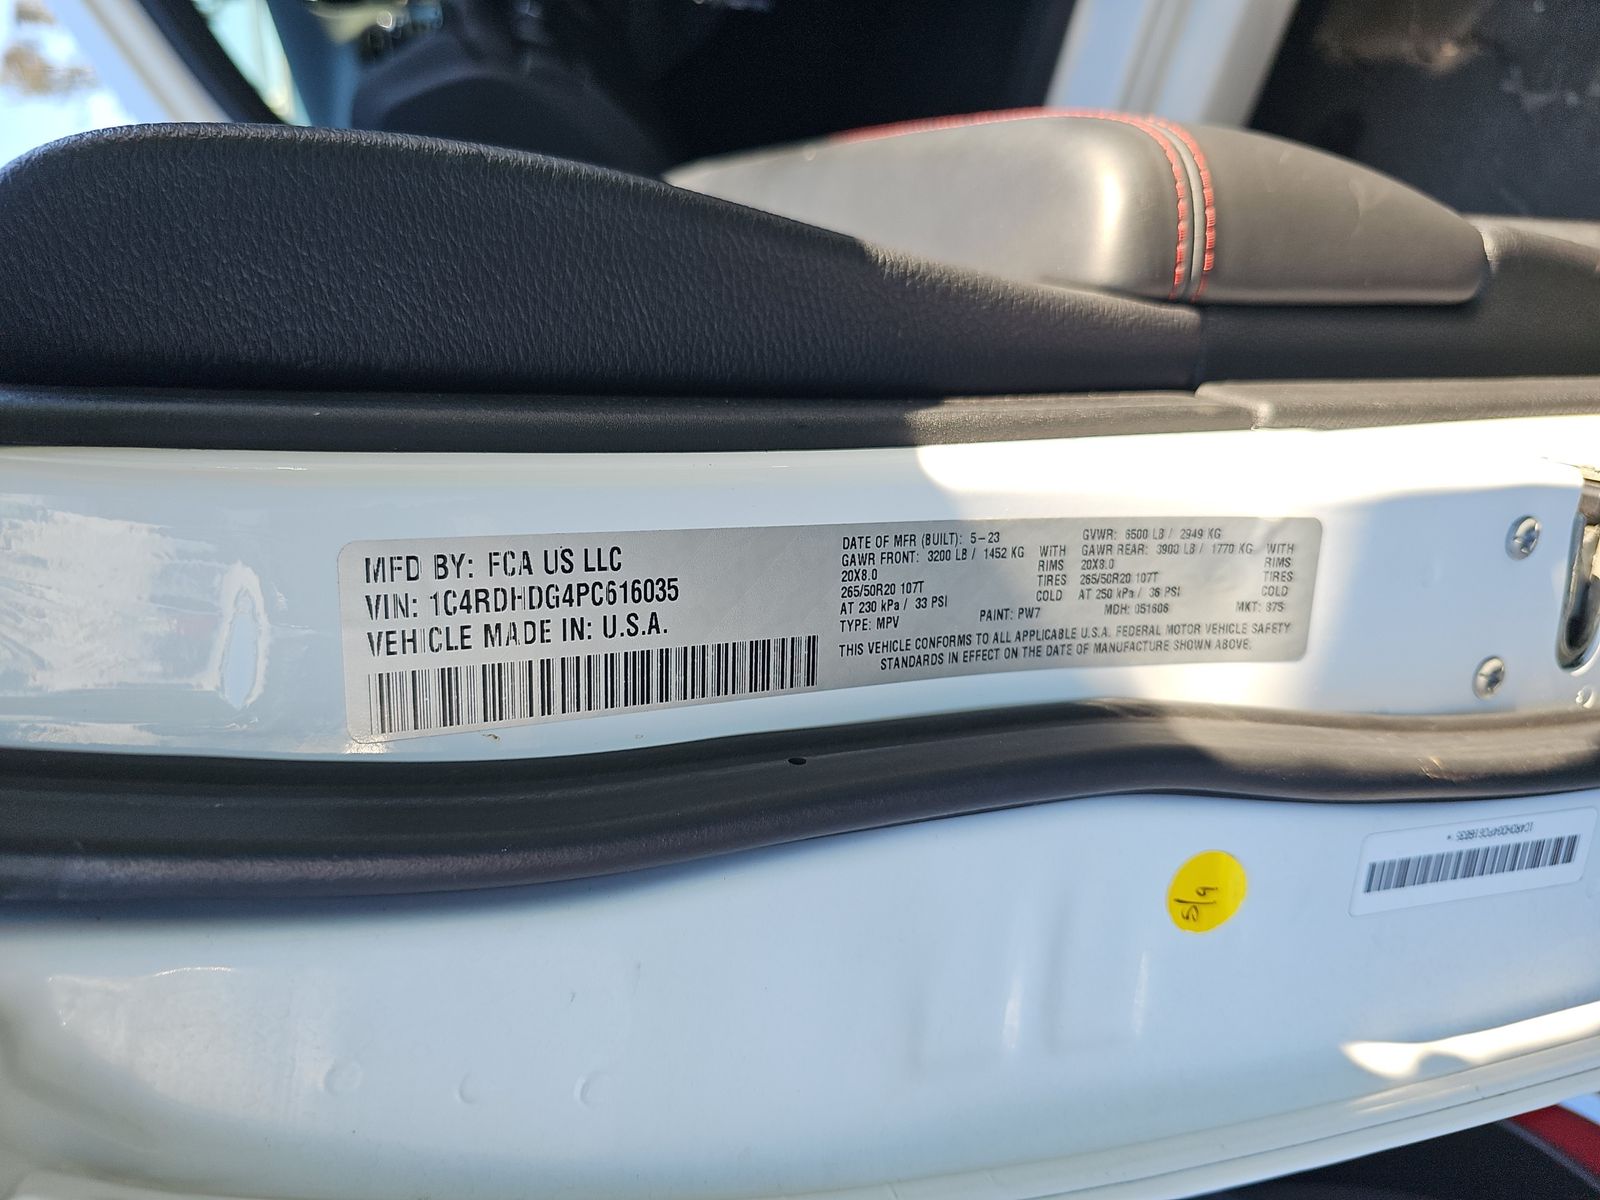 MFD BY: FCA US LLC
VIN: 1C4RDHDG4PC616035
VEHICLE MADE IN: U.S.A.
DATE OF MFR (BUILT): 5-23
GAWR FRONT: 3200 LB / 1452 KG WITH
20X8.0 RIMS
265/50R20 107T TIRES
AT 230 kPa / 33 PSI COLD
TYPE: MPV
GVWR: 6500 LB / 2949 KG
GAWR REAR: 3900 LB / 1770 KG WITH
20X8.0 RIMS
265/50R20 107T TIRES
AT 250 kPa / 36 PSI COLD
PAINT: PW7 MDH: 051606 MKT: 875
THIS VEHICLE CONFORMS TO ALL APPLICABLE U.S.A. FEDERAL MOTOR VEHICLE SAFETY
STANDARDS IN EFFECT ON THE DATE OF MANUFACTURE SHOWN ABOVE.
1C4RDHDG4PC616035 *
5/9